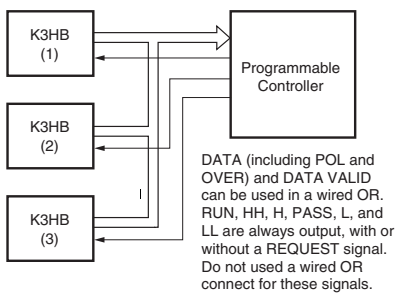 K3HB
(1)
Programmable
Controller
K3HB
(2)
K3HB
(3)
DATA (including POL and
OVER) and DATA VALID
can be used in a wired OR.
RUN, HH, H, PASS, L, and
LL are always output, with or
without a REQUEST signal.
Do not used a wired OR
connect for these signals.